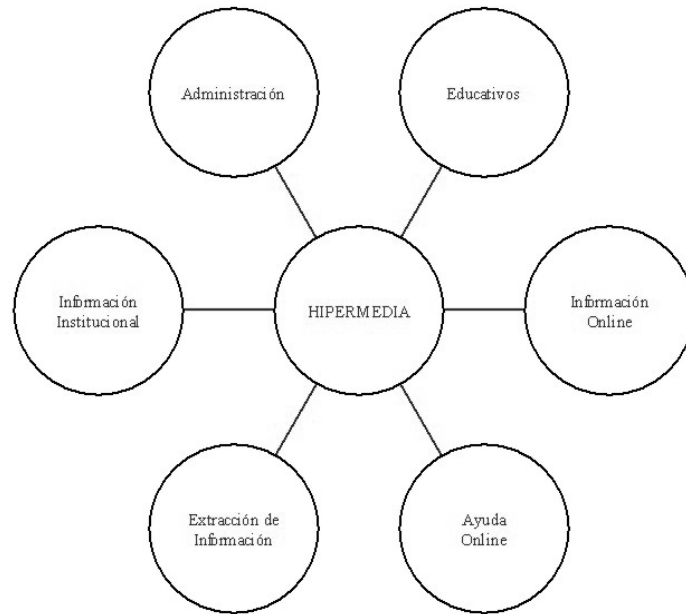 Administración
Educativos
Información
Institucional
HIPERMEDIA
Información
Online
Extracción de
Información
Ayuda
Online